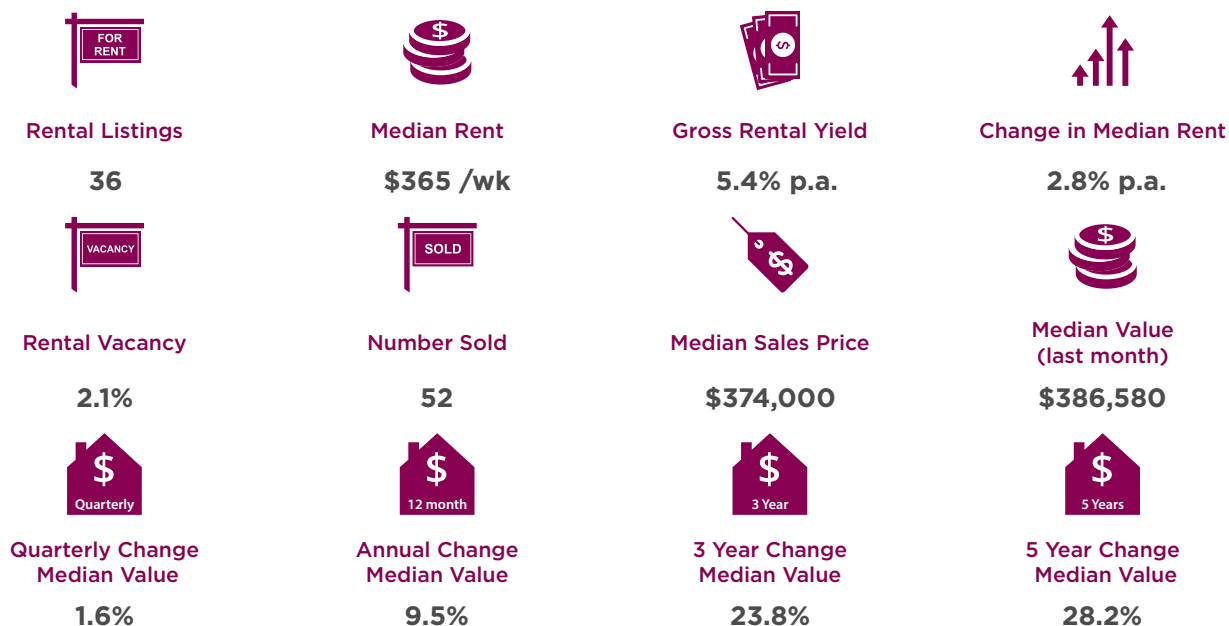 FOR
RENT
$
$
Rental Listings
Median Rent
Gross Rental Yield
Change in Median Rent
36
$365 /wk
5.4% p.a.
2.8% p.a.
VACANCY
SOLD
$
$
Rental Vacancy
Number Sold
Median Sales Price
Median Value
(last month)
2.1%
52
$374,000
$386,580
$
Quarterly
$
12 month
$
3 Year
$
5 Years
Quarterly Change
Median Value
Annual Change
Median Value
3 Year Change
Median Value
5 Year Change
Median Value
1.6%
9.5%
23.8%
28.2%